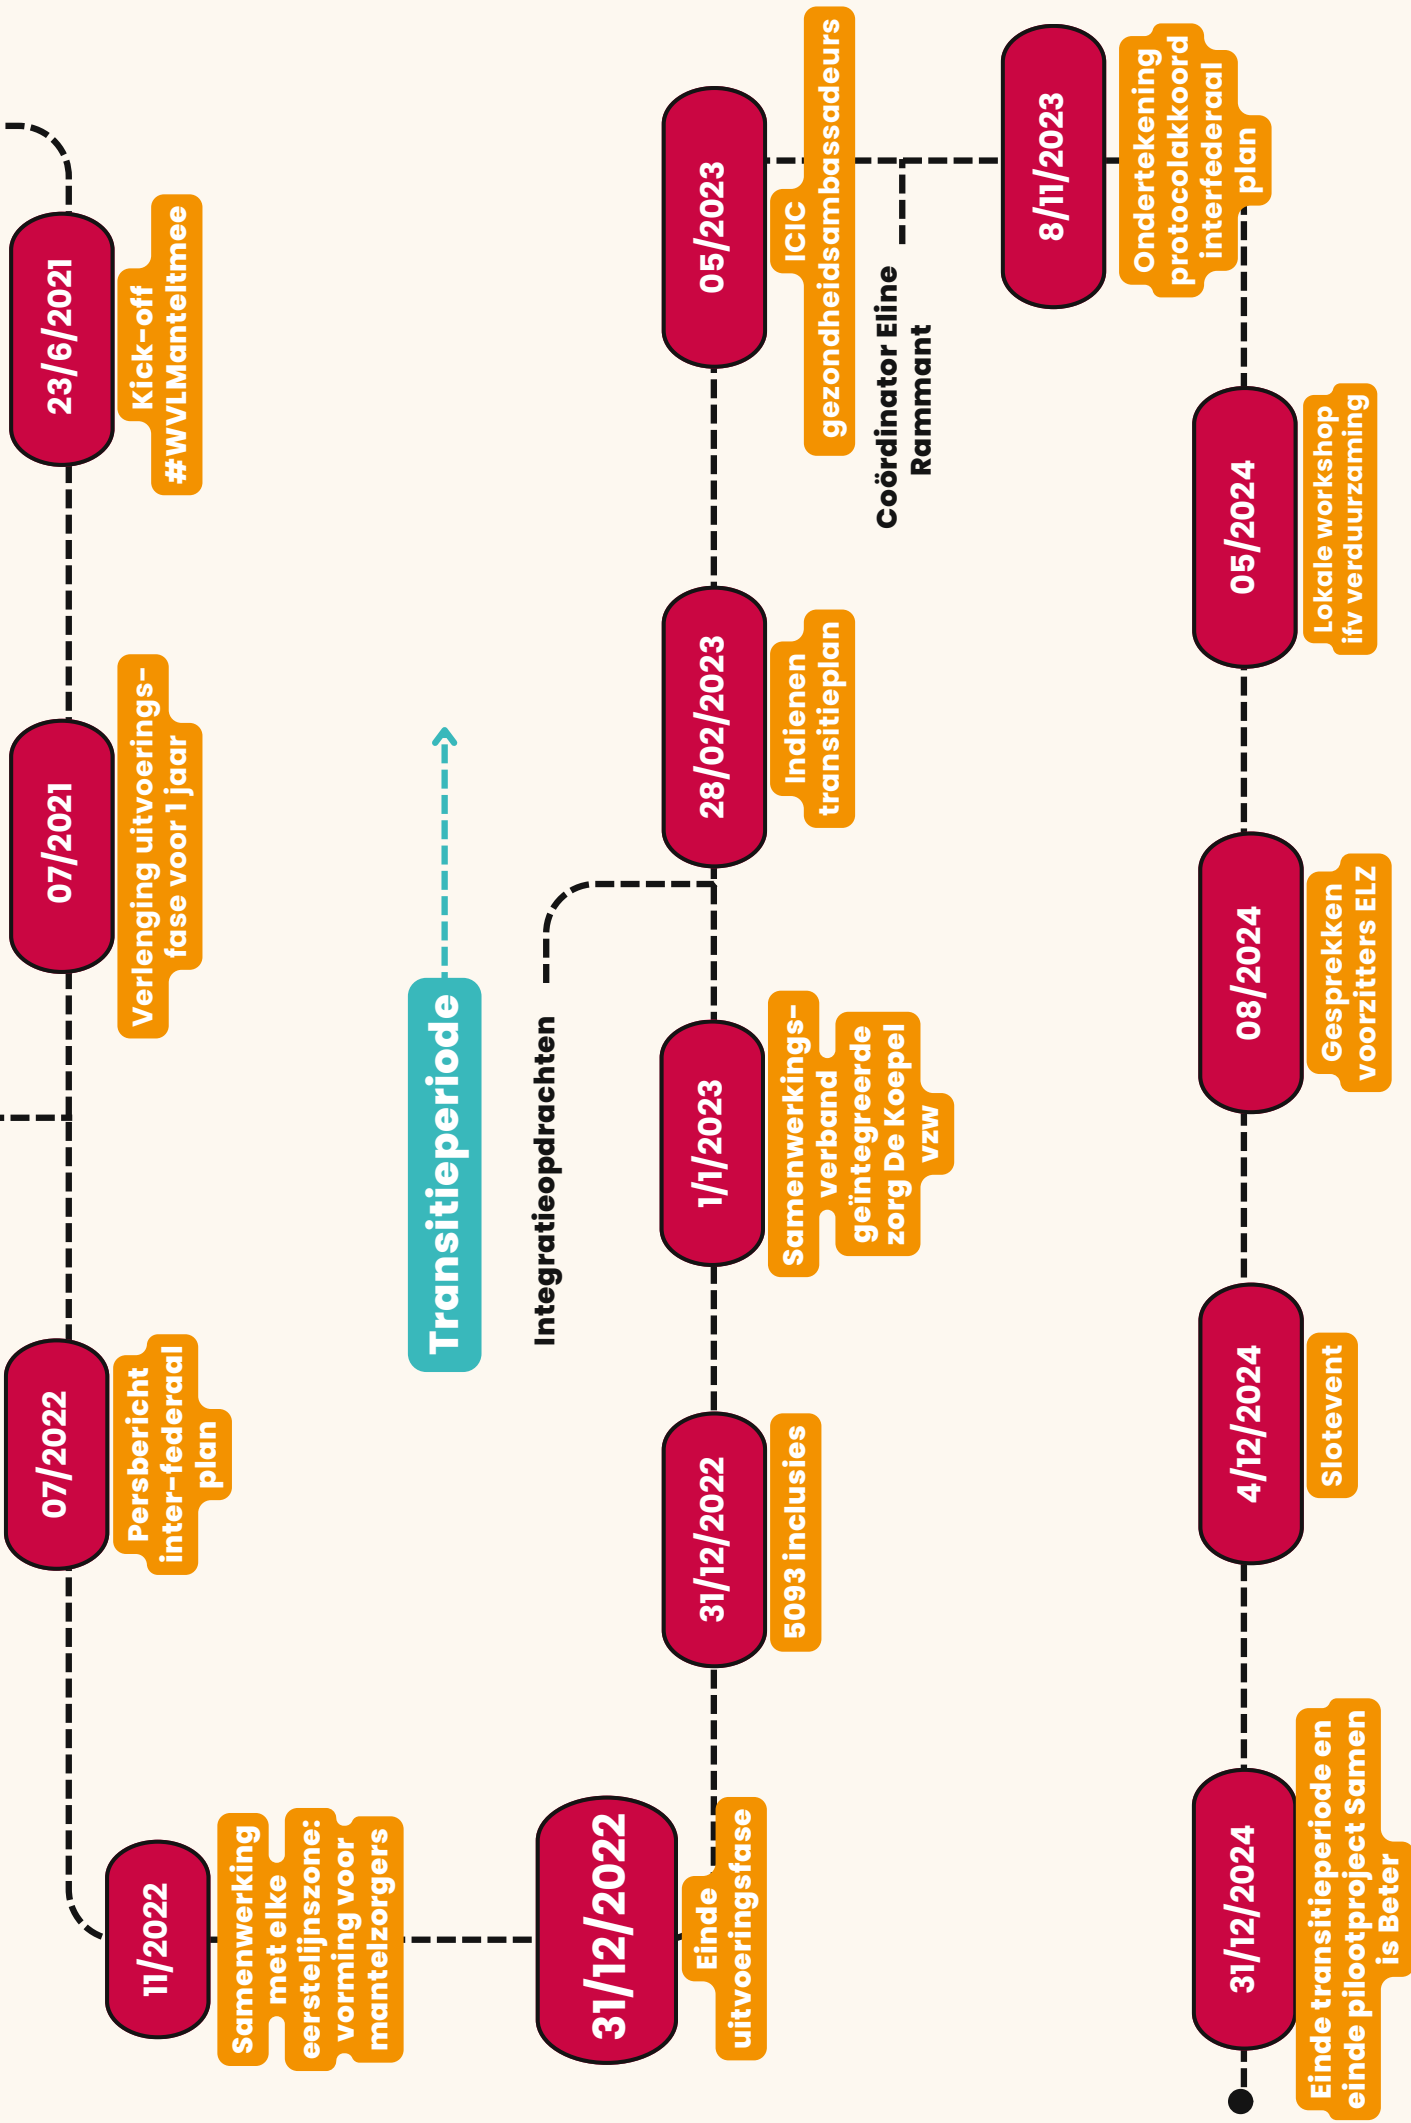 23/6/2021
Kick-off
#WVLManteltmee
07/2021
Verlenging uitvoerings-
fase voor 1 jaar
07/2022
Persbericht
inter-federaal
plan
11/2022
Samenwerking
met elke
eerstelijnszone:
vorming voor
mantelzorgers
31/12/2022
Einde
uitvoeringsfase
Transitieperiode
31/12/2022
5093 inclusies
1/1/2023
Samenwerkings-
verband
geïntegreerde
zorg De Koepel
vzw
Integratieopdrachten
28/02/2023
Indienen
transitieplan
05/2023
ICIC
gezondheidsambassadeurs
Coördinator Eline
Rammant
8/11/2023
Ondertekening
protocolakkoord
interfederaal
plan
05/2024
Lokale workshop
ifv verduurzaming
08/2024
Gesprekken
voorzitters ELZ
4/12/2024
Slotevent
31/12/2024
Einde transitieperiode en
einde pilootproject Samen
is Beter